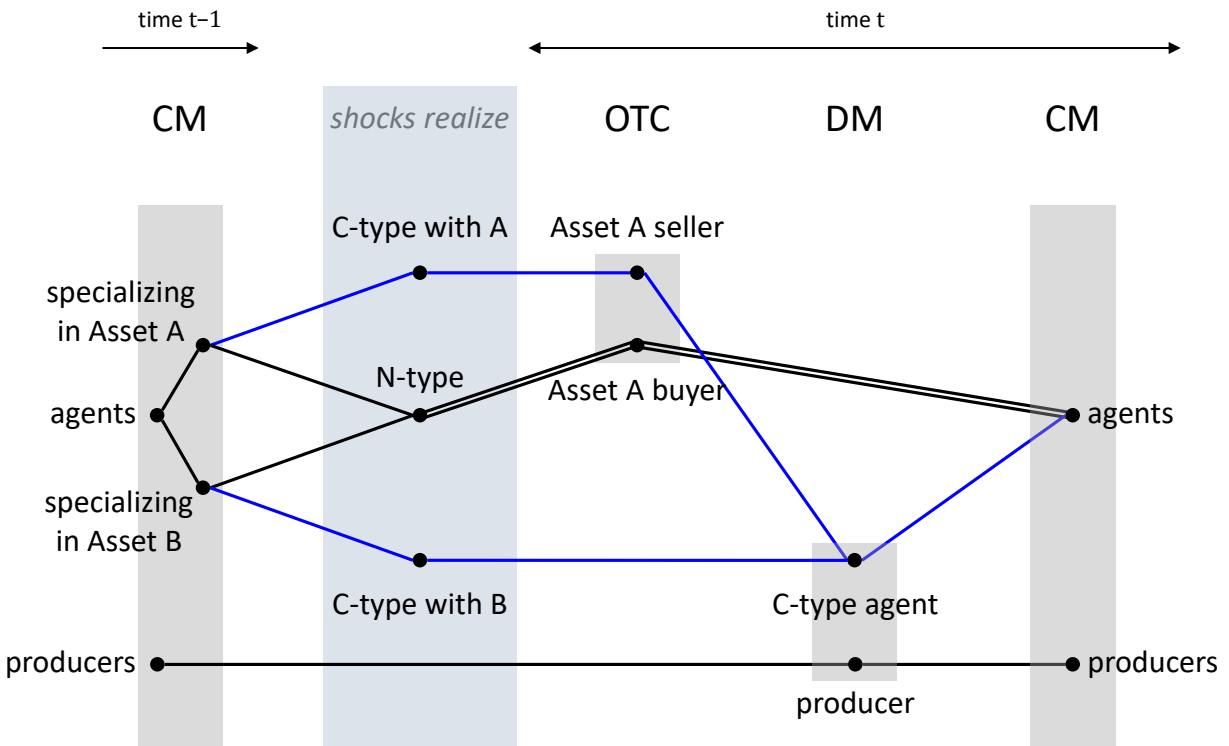 time t−1
time t
CM
shocks realize
OTC
DM
CM
C-type with A
Asset A seller
specializing
in Asset A
N-type
Asset A buyer
agents
agents
specializing
in Asset B
C-type with B
C-type agent
producers
producers
producer